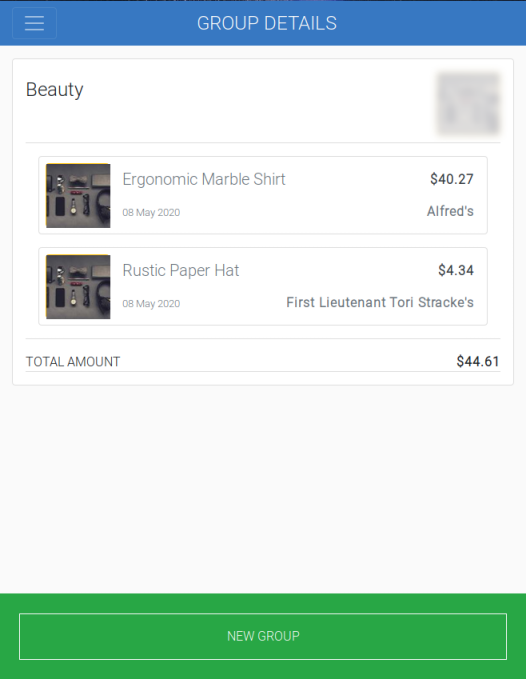 GROUP DETAILS
Beauty
Ergonomic Marble Shirt
$40.27
08 May 2020
Alfred's
Rustic Paper Hat
$4.34
08 May 2020
First Lieutenant Tori Stracke's
TOTAL AMOUNT
$44.61
NEW GROUP